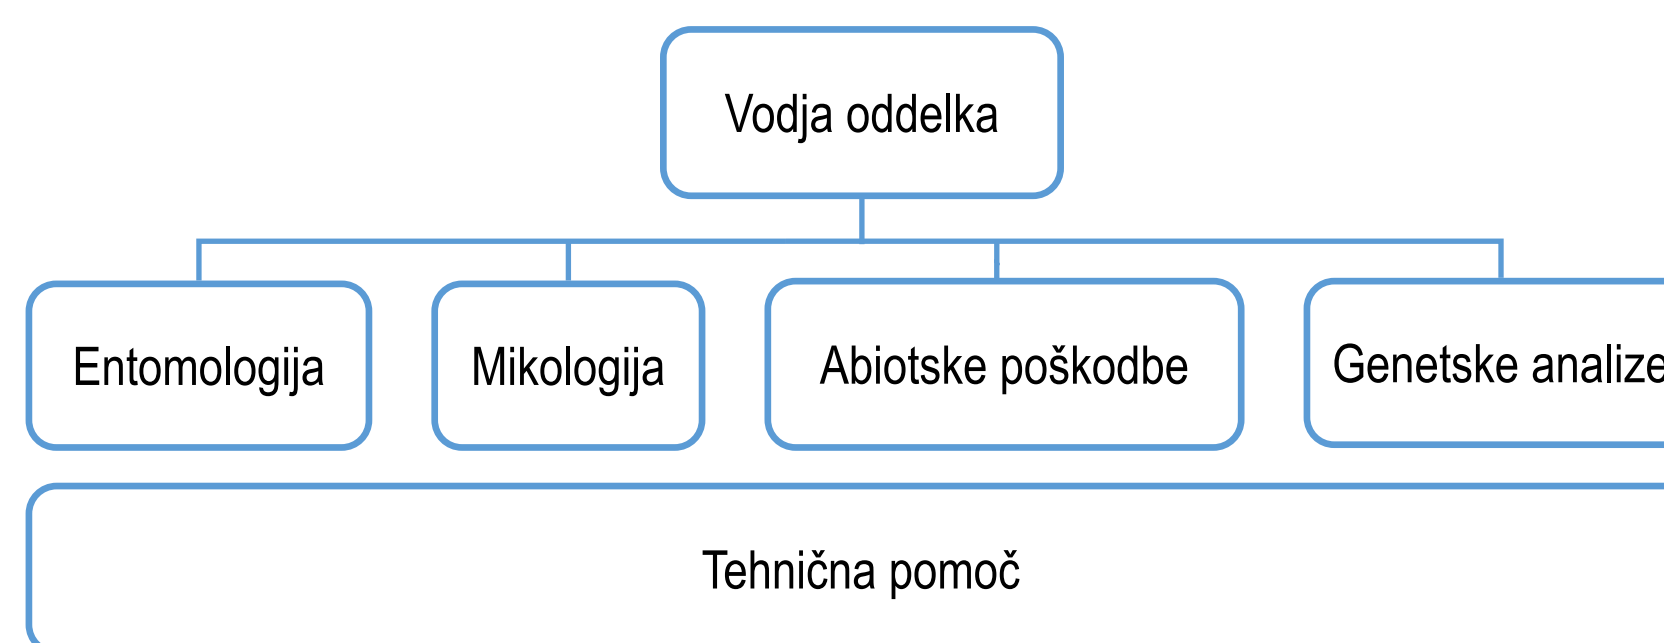 Vodja oddelka
Entomologija
Mikologija
Abiotske poškodbe
Genetske analize
Tehnična pomoč